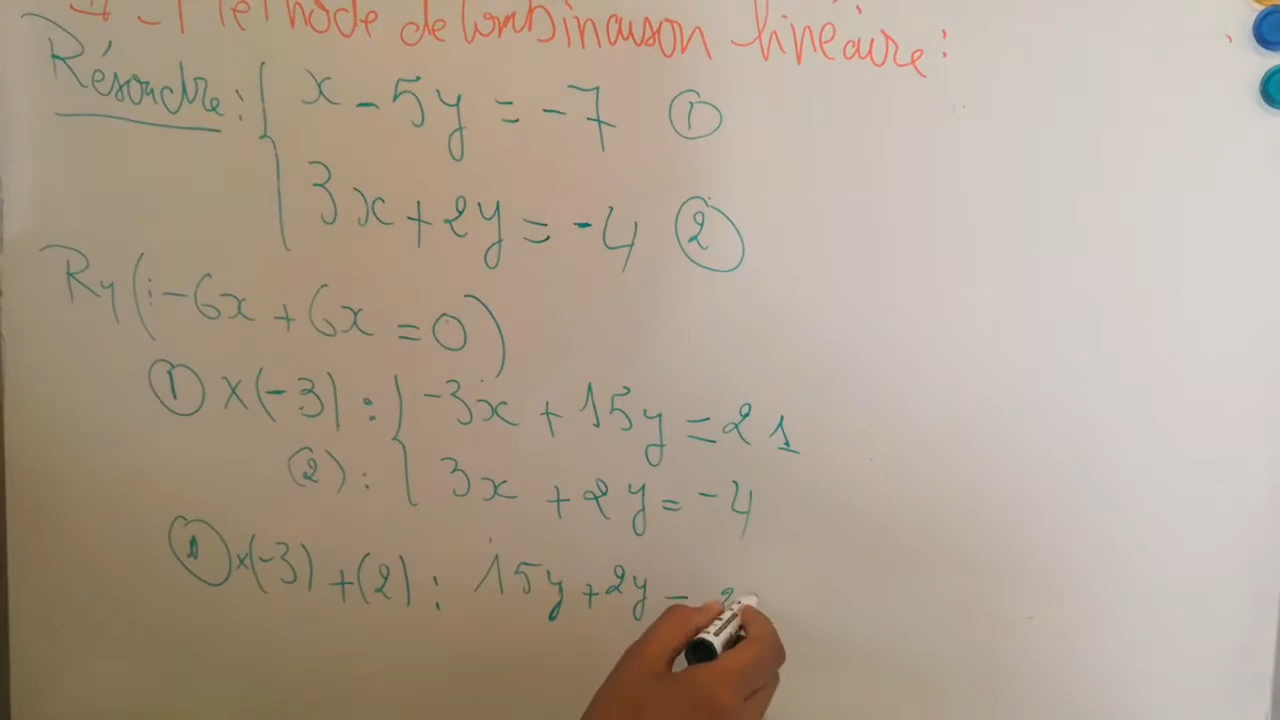 Méthode de Combinaison linéaire :
Résoudre : { x - 5y = -7 ①
3x + 2y = -4 ②
Rq (: -6x + 6x = 0)
① x(-3) : { -3x + 15y = 21
(2) : { 3x + 2y = -4
① x(-3) + (2) : 15y + 2y =